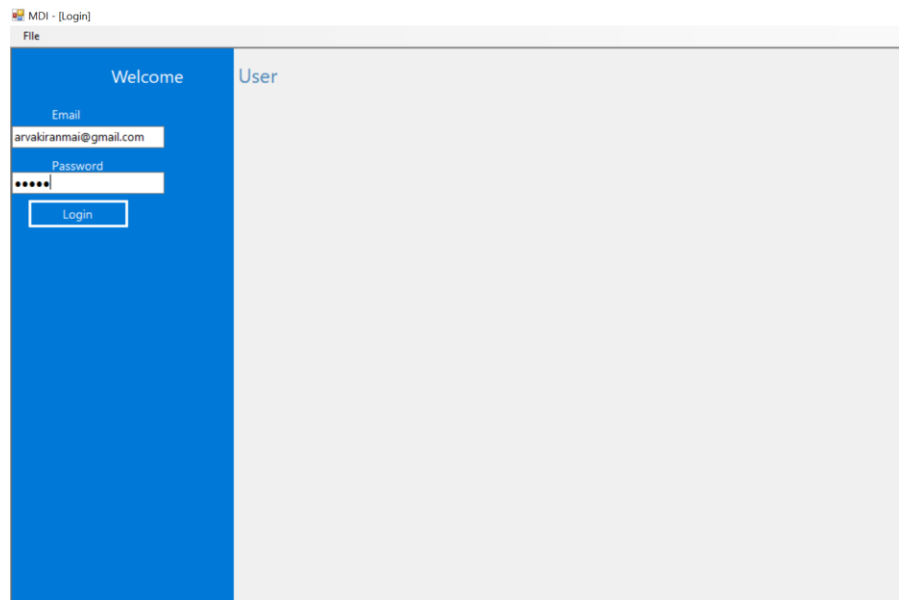 MDI - [Login]
FIle
Welcome User
Email
arvakiranmai@gmail.com
Password
•••••
Login